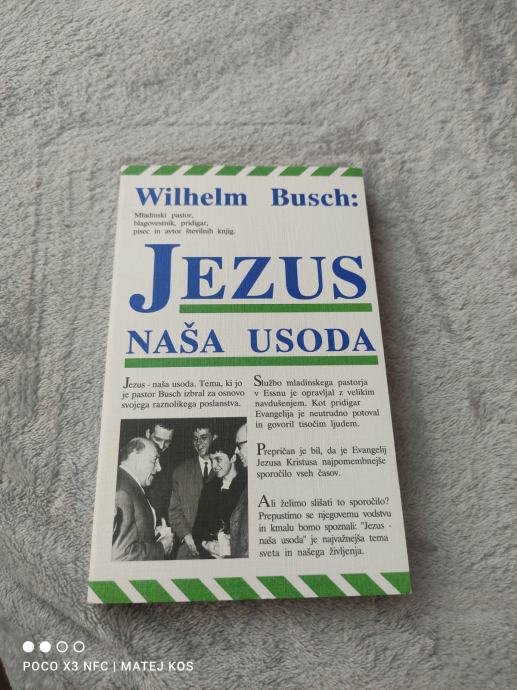 Wilhelm Busch:
Mladinski pastor,
blagovestnik, pridigar,
pisec in avtor številnih knjig.
JEZUS
NAŠA USODA
Jezus - naša usoda. Tema, ki jo
je pastor Busch izbral za osnovo
svojega raznolikega poslanstva.
Službo mladinskega pastorja
v Essnu je opravljal z velikim
navdušenjem. Kot pridigar
Evangelija je neutrudno potoval
in govoril tisočim ljudem.
Prepričan je bil, da je Evangelij
Jezusa Kristusa najpomembnejše
sporočilo vseh časov.
Ali želimo slišati to sporočilo?
Prepustimo se njegovemu vodstvu
in kmalu bomo spoznali: "Jezus -
naša usoda" je najvažnejša tema
sveta in našega življenja.
POCO X3 NFC | MATEJ KOS